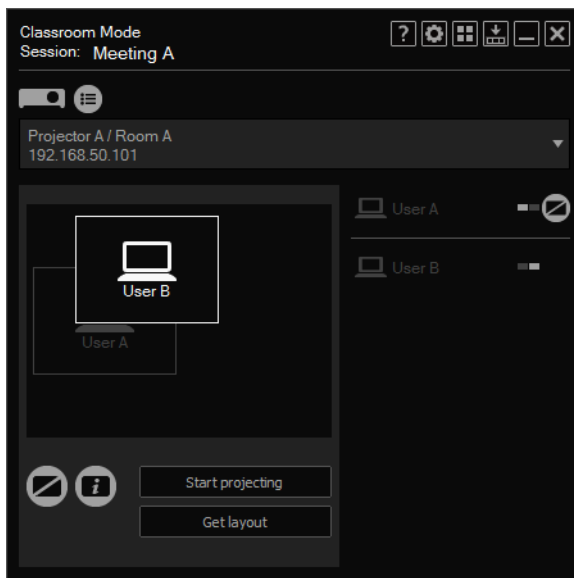 Classroom Mode
Session: Meeting A
?
Projector A / Room A
192.168.50.101
User A
User B
User B
User A
i
Start projecting
Get layout